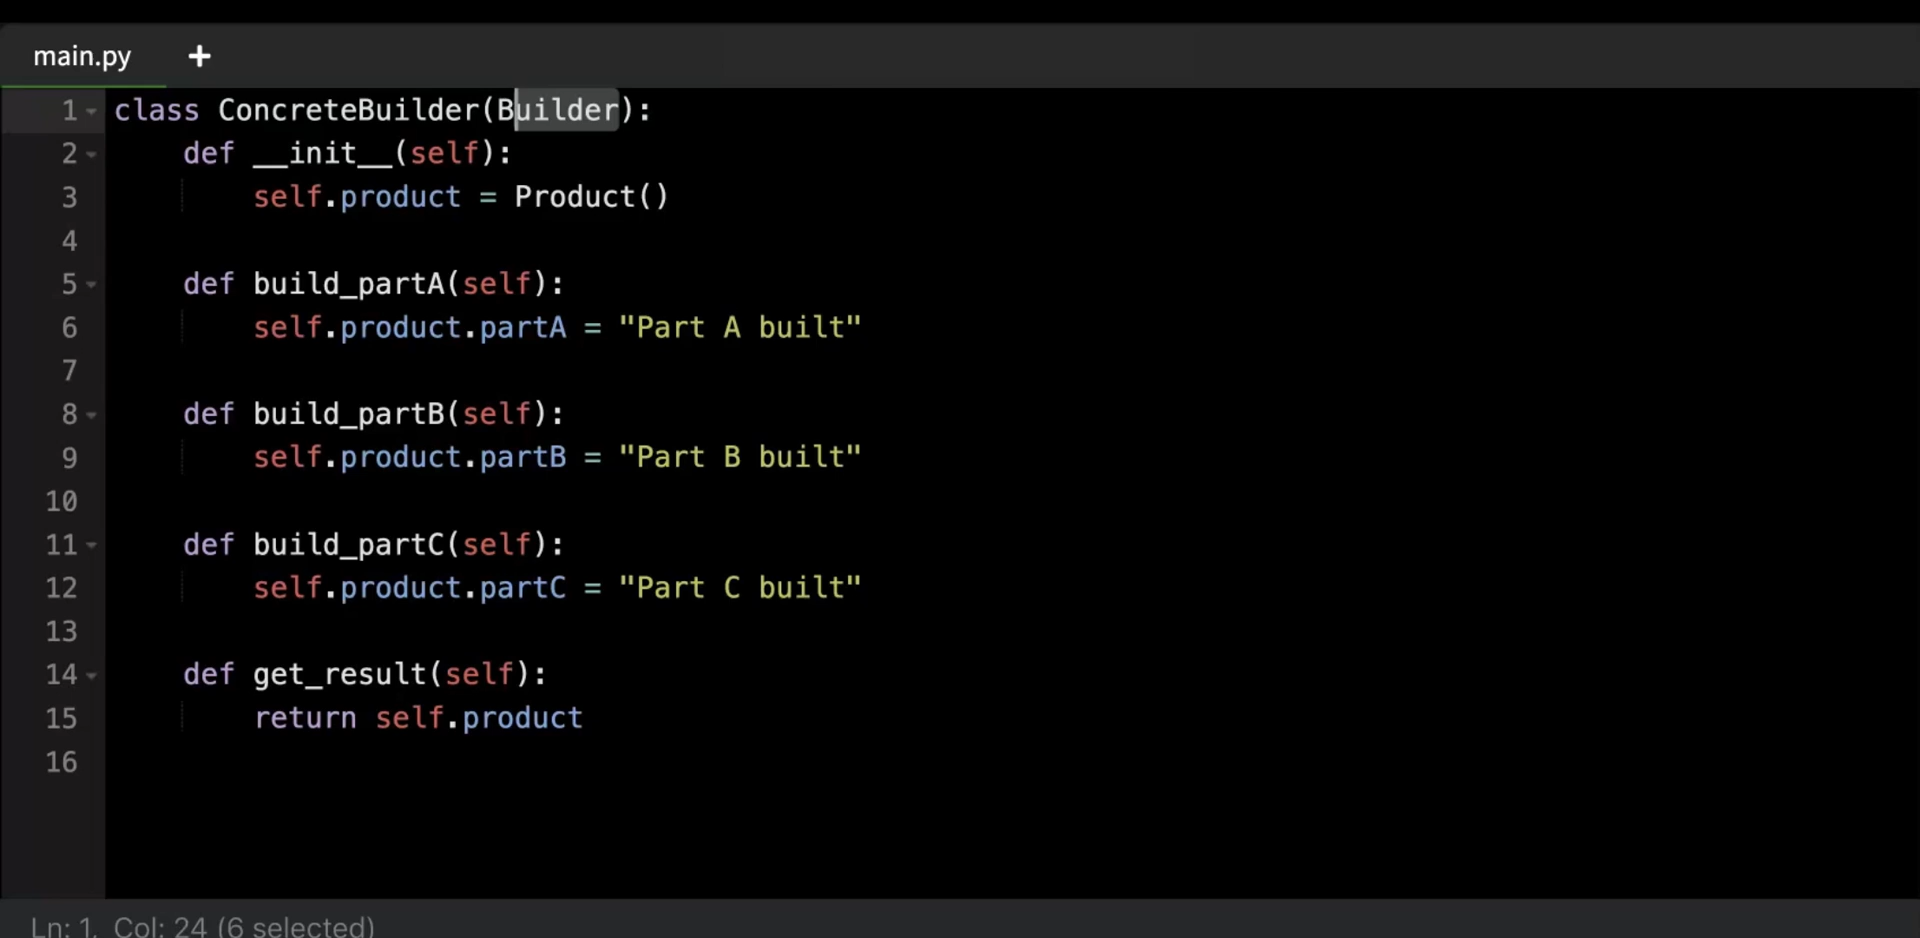 main.py +
1 class ConcreteBuilder(Builder):
2 def __init__(self):
3 self.product = Product()
4
5 def build_partA(self):
6 self.product.partA = "Part A built"
7
8 def build_partB(self):
9 self.product.partB = "Part B built"
10
11 def build_partC(self):
12 self.product.partC = "Part C built"
13
14 def get_result(self):
15 return self.product
16
Ln: 1, Col: 24 (6 selected)